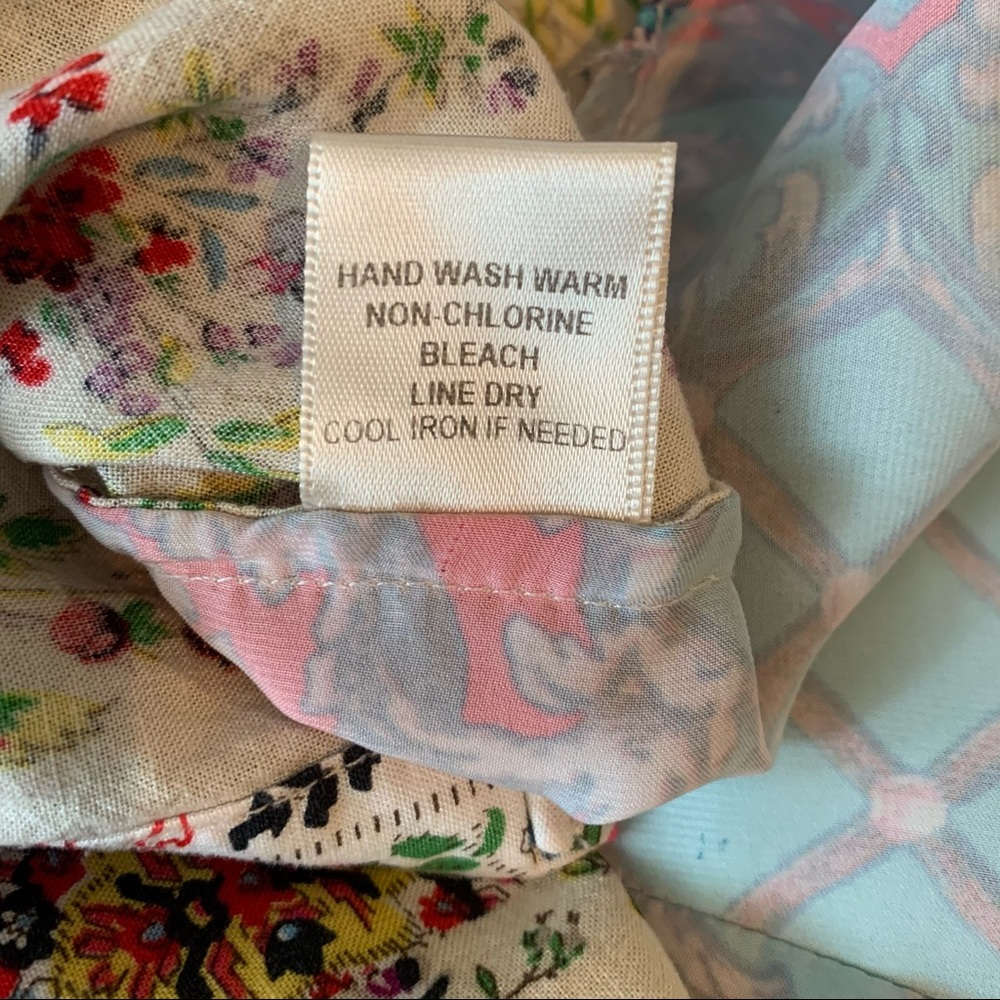 HAND WASH WARM
NON-CHLORINE
BLEACH
LINE DRY
COOL IRON IF NEEDED